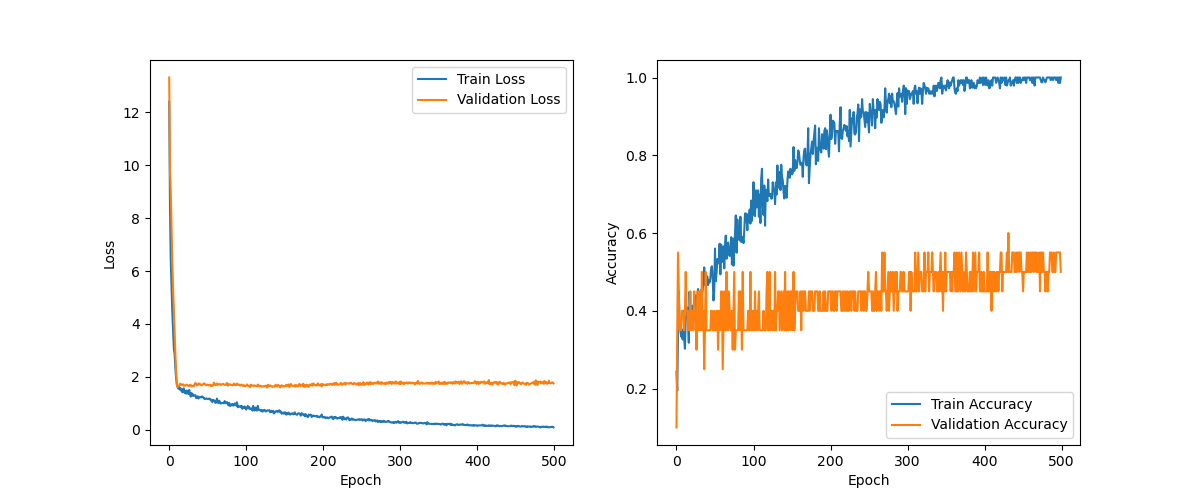 Train Loss
Validation Loss
12
10
8
6
4
2
0
0 100 200 300 400 500
Loss
Epoch
1.0
0.8
0.6
0.4
0.2
0 100 200 300 400 500
Accuracy
Epoch
Train Accuracy
Validation Accuracy